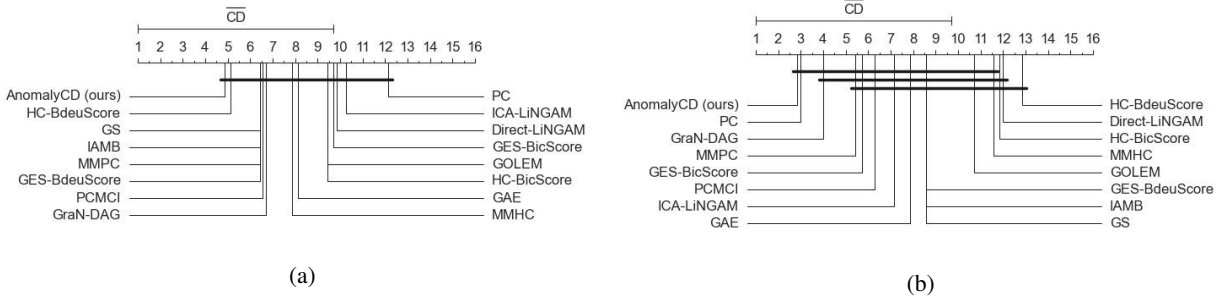 CD
1 2 3 4 5 6 7 8 9 10 11 12 13 14 15 16
AnomalyCD (ours)
HC-BdeuScore
GS
IAMB
MMPC
GES-BdeuScore
PCMCI
GraN-DAG
PC
ICA-LiNGAM
Direct-LiNGAM
GES-BicScore
GOLEM
HC-BicScore
GAE
MMHC
(a)
CD
1 2 3 4 5 6 7 8 9 10 11 12 13 14 15 16
AnomalyCD (ours)
PC
GraN-DAG
MMPC
GES-BicScore
PCMCI
ICA-LiNGAM
GAE
HC-BdeuScore
Direct-LiNGAM
HC-BicScore
MMHC
GOLEM
GES-BdeuScore
IAMB
GS
(b)